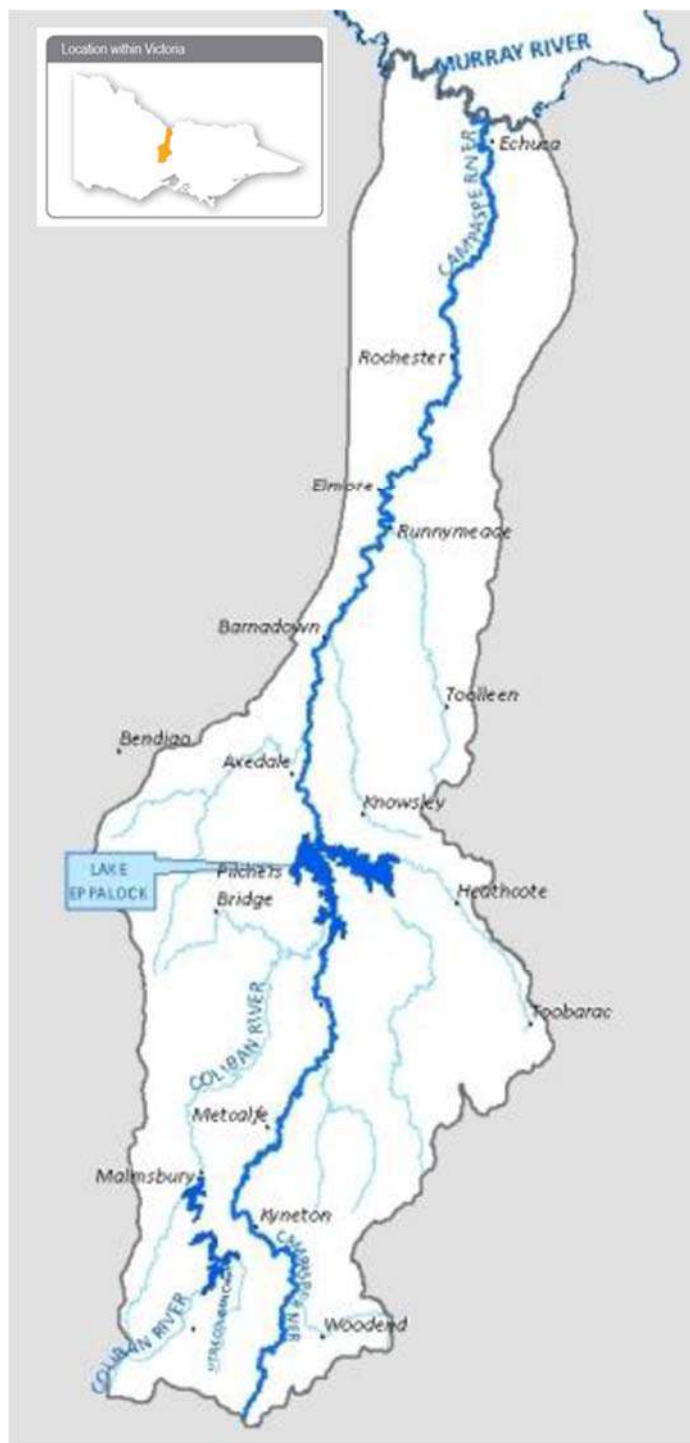 Location within Victoria
MURRAY RIVER
Echuca
CAMPASPE RIVER
Rochester
Elmore
Runnymeade
Barnadown
Toolleen
Bendigo
Axedale
Knowsley
LAKE
EPPALOCK
Pilchers
Bridge
Heathcote
COLIBAN RIVER
Toobarac
Metcalfe
Malmsbury
Kyneton
CAMPASPE RIVER
COLIBAN RIVER
Woodend